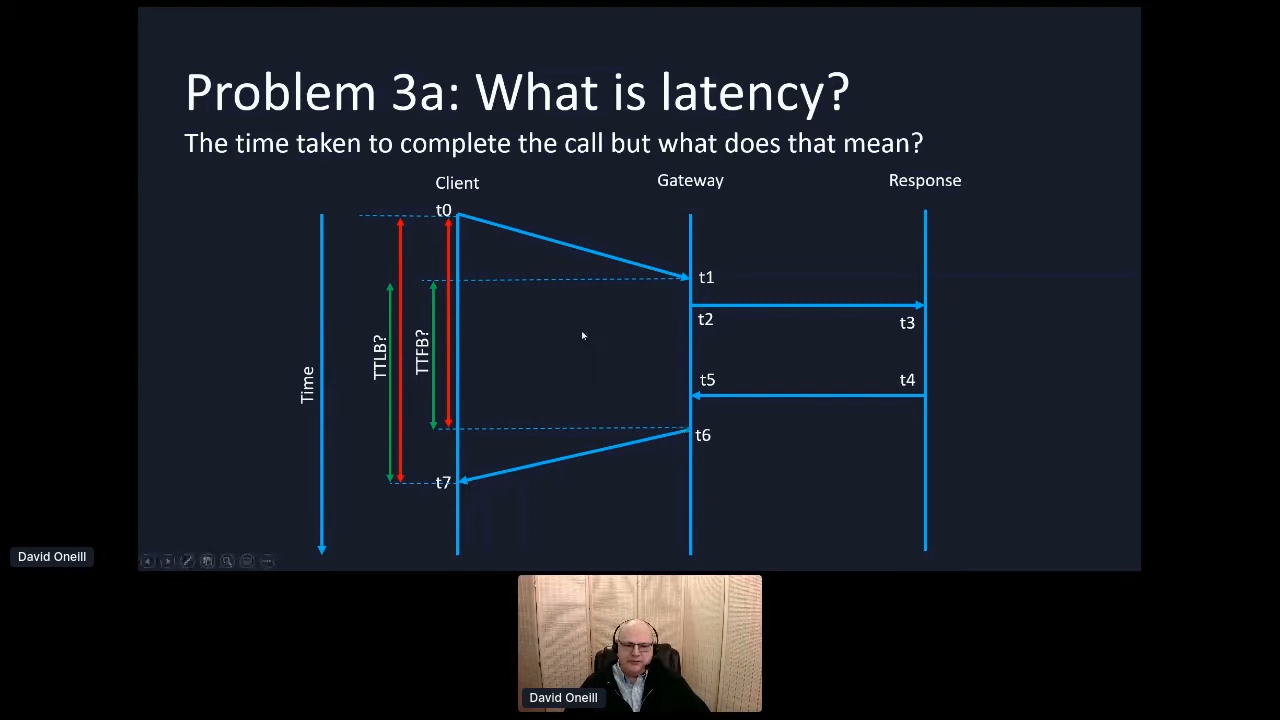 Problem 3a: What is latency?
The time taken to complete the call but what does that mean?
Client
Gateway
Response
t0
t1
t2
t3
TTLB?
TTFB?
Time
t5
t4
t6
t7
David Oneill
David Oneill